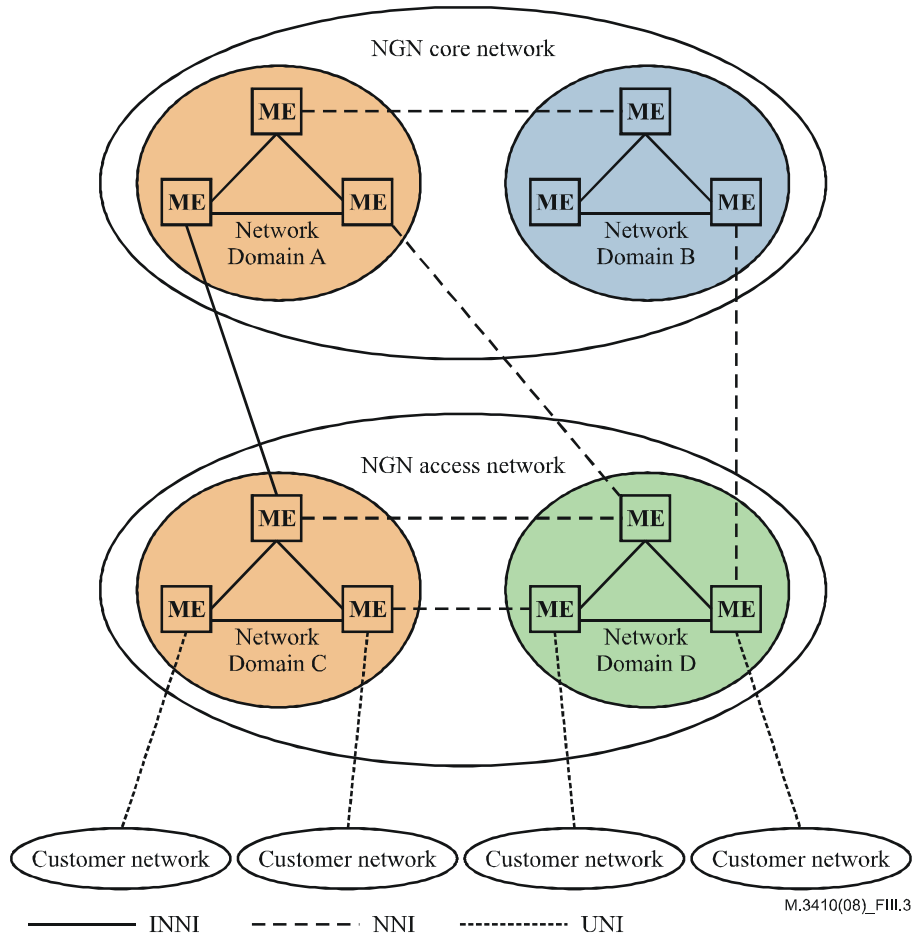 NGN core network
ME
ME
ME
ME
ME
ME
Network
Domain A
Network
Domain B
NGN access network
ME
ME
ME
ME
ME
ME
Network
Domain C
Network
Domain D
Customer network
Customer network
Customer network
Customer network
M.3410(08)_FIII.3
INNI
NNI
UNI